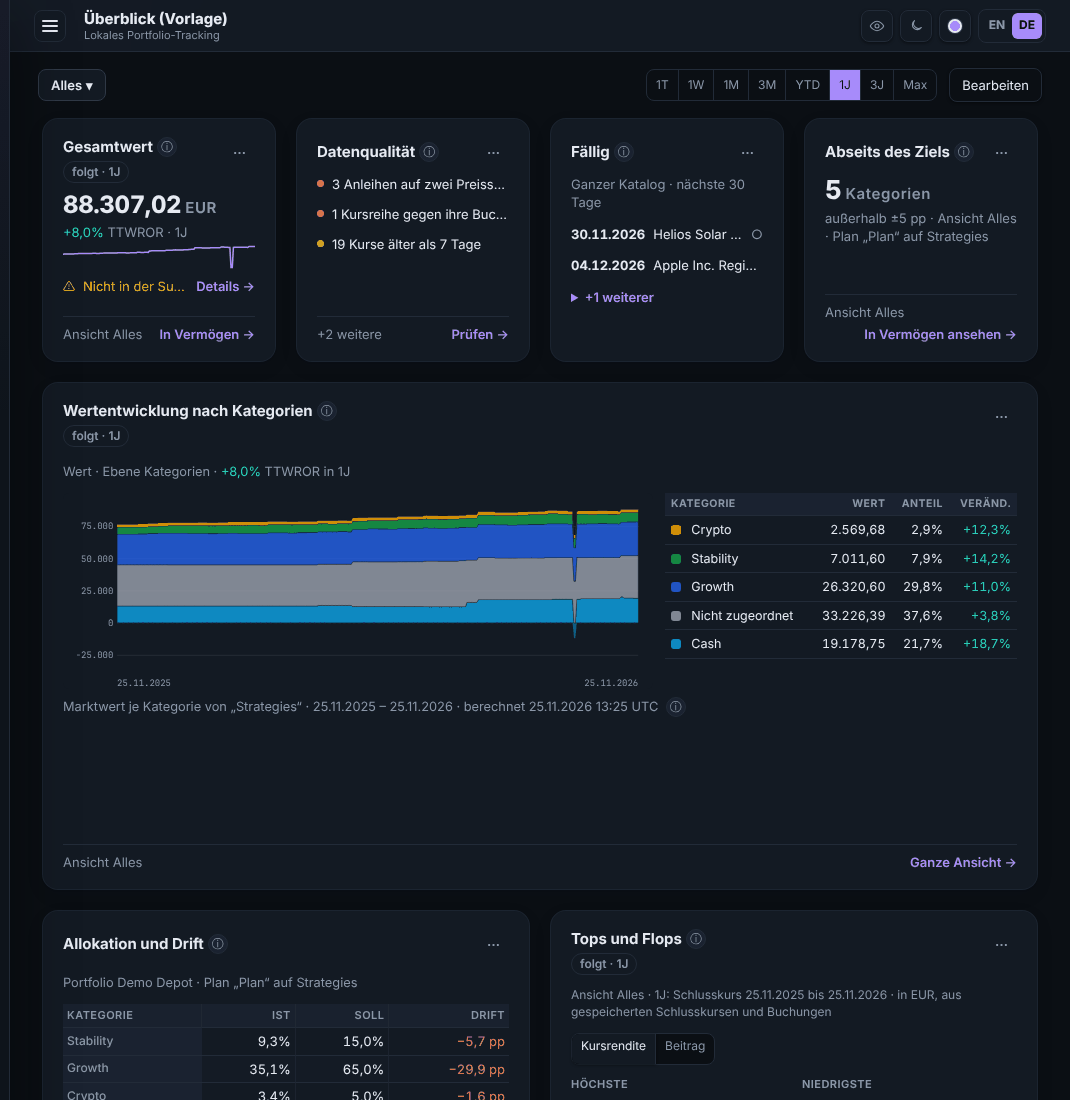 Überblick (Vorlage)
Lokales Portfolio-Tracking
EN DE
Alles ▾
1T 1W 1M 3M YTD 1J 3J Max
Bearbeiten
Gesamtwert ⓘ ...
folgt · 1J
88.307,02 EUR
+8,0% TTWROR · 1J
⚠ Nicht in der Su... Details →
Ansicht Alles In Vermögen →
Datenqualität ⓘ ...
3 Anleihen auf zwei Preiss...
1 Kursreihe gegen ihre Buc...
19 Kurse älter als 7 Tage
+2 weitere Prüfen →
Fällig ⓘ ...
Ganzer Katalog · nächste 30
Tage
30.11.2026 Helios Solar ...
04.12.2026 Apple Inc. Regi...
▶ +1 weiterer
Abseits des Ziels ⓘ ...
5 Kategorien
außerhalb ±5 pp · Ansicht Alles
· Plan „Plan“ auf Strategies
Ansicht Alles
In Vermögen ansehen →
Wertentwicklung nach Kategorien ⓘ ...
folgt · 1J
Wert · Ebene Kategorien · +8,0% TTWROR in 1J
75.000
50.000
25.000
0
-25.000
25.11.2025 25.11.2026
KATEGORIE WERT ANTEIL VERÄND.
Crypto 2.569,68 2,9% +12,3%
Stability 7.011,60 7,9% +14,2%
Growth 26.320,60 29,8% +11,0%
Nicht zugeordnet 33.226,39 37,6% +3,8%
Cash 19.178,75 21,7% +18,7%
Marktwert je Kategorie von „Strategies“ · 25.11.2025 – 25.11.2026 · berechnet 25.11.2026 13:25 UTC ⓘ
Ansicht Alles Ganze Ansicht →
Allokation und Drift ⓘ ...
Portfolio Demo Depot · Plan „Plan“ auf Strategies
KATEGORIE IST SOLL DRIFT
Stability 9,3% 15,0% −5,7 pp
Growth 35,1% 65,0% −29,9 pp
Crypto 3,4% 5,0% −1,6 pp
Tops und Flops ⓘ ...
folgt · 1J
Ansicht Alles · 1J: Schlusskurs 25.11.2025 bis 25.11.2026 · in EUR, aus
gespeicherten Schlusskursen und Buchungen
Kursrendite Beitrag
HÖCHSTE NIEDRIGSTE